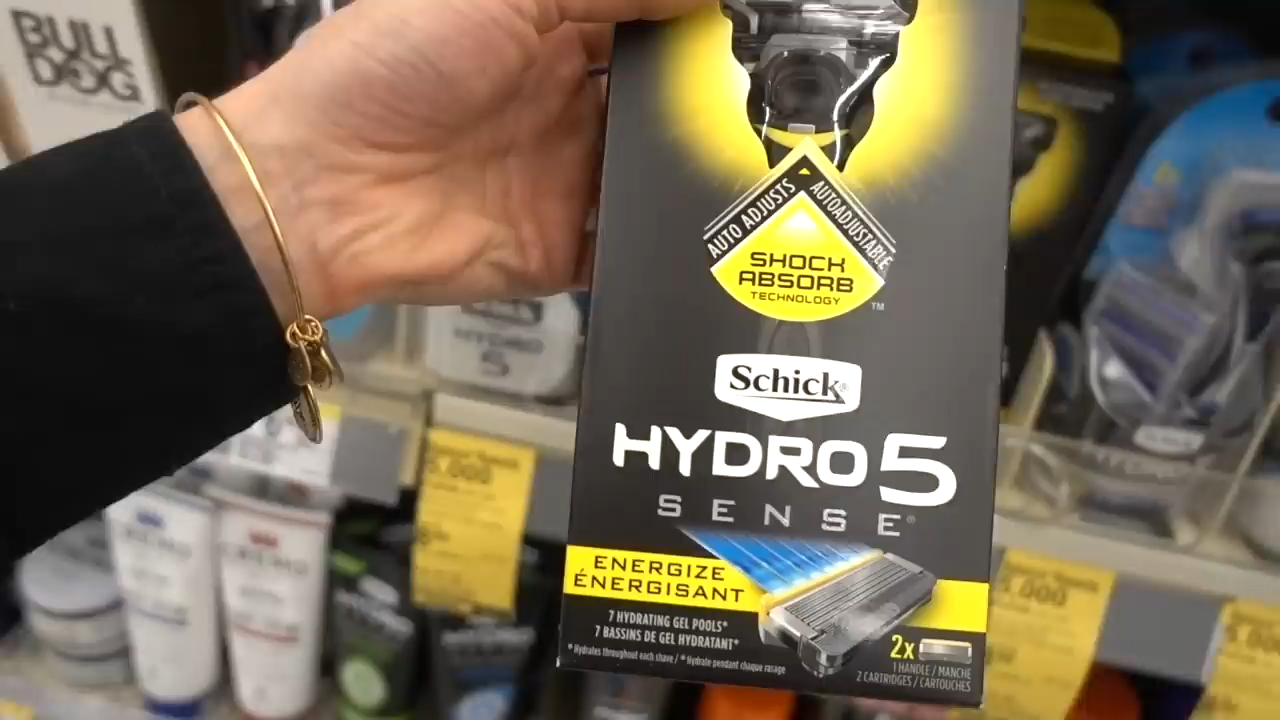 BULL
DOG
AUTO ADJUSTS
AUTOADJUSTABLE
SHOCK
ABSORB
TECHNOLOGY
™
Schick®
HYDRO 5
SENSE®
ENERGIZE
ÉNERGISANT
7 HYDRATING GEL POOLS*
7 BASSINS DE GEL HYDRATANT*
* Hydrates throughout each shave / * Hydrate pendant chaque rasage
2x
1 HANDLE / MANCHE
2 CARTRIDGES / CARTOUCHES
HYDRO
5